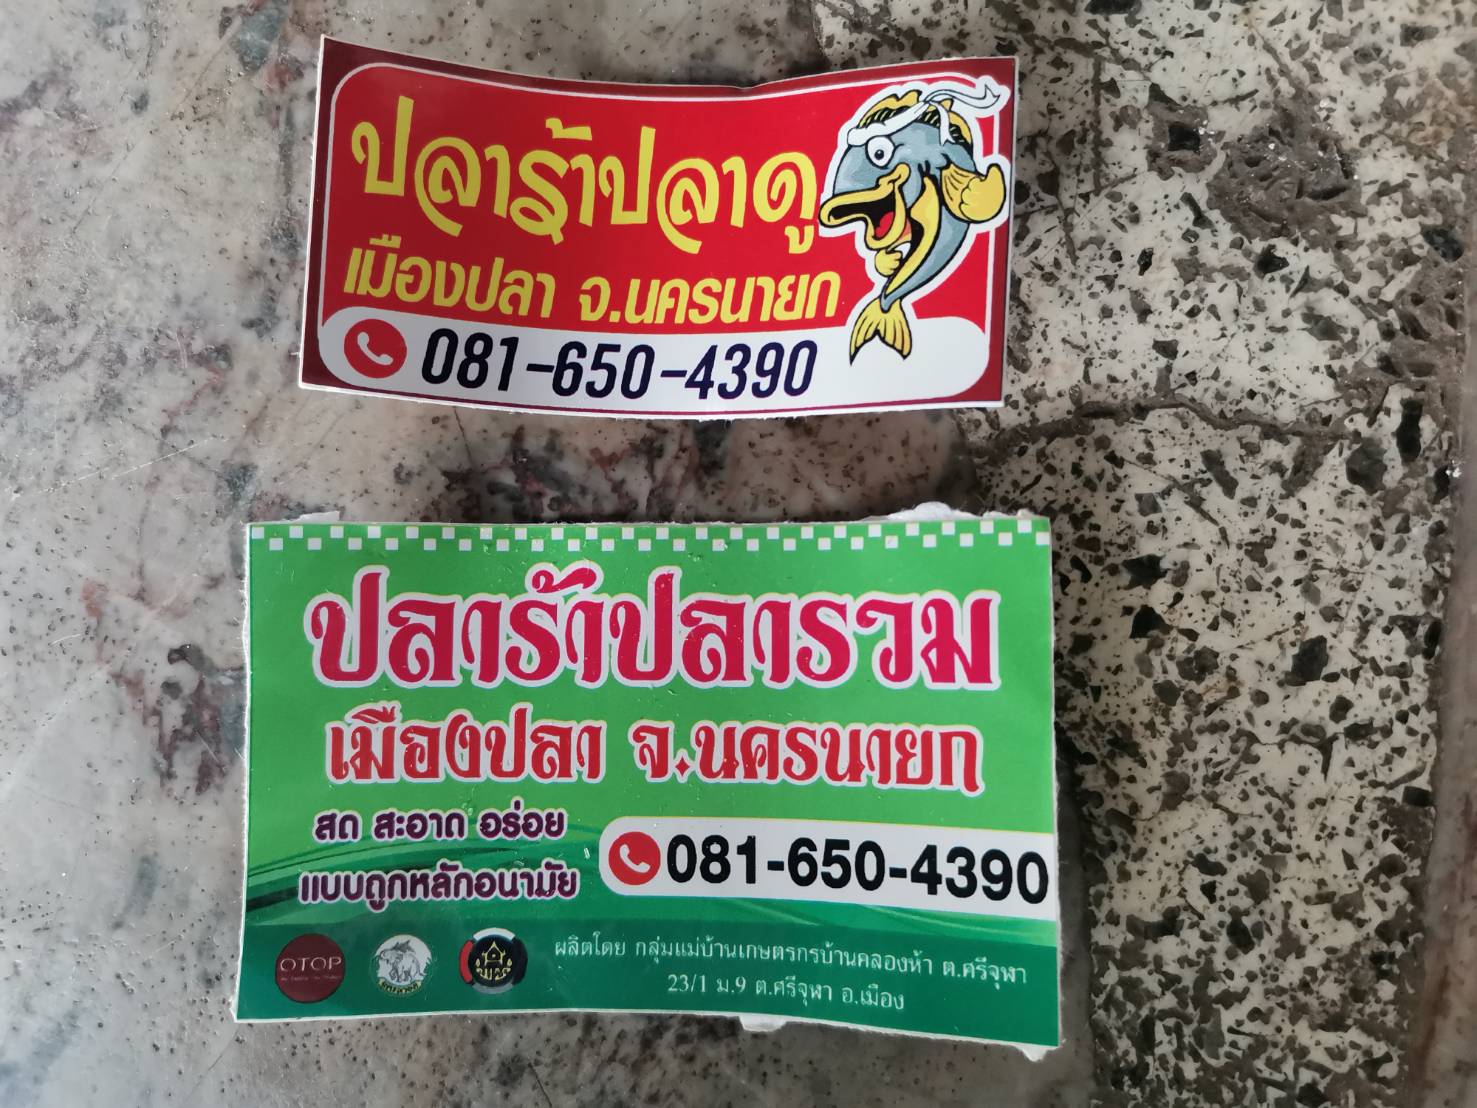 ปลาร้าปลาดู
เมืองปลา จ.นครนายก
081-650-4390
ปลาร้าปลารวม
เมืองปลา จ.นครนายก
สด สะอาด อร่อย
แบบถูกหลักอนามัย
081-650-4390
OTOP
พช
ผลิตโดย กลุ่มแม่บ้านเกษตรกรบ้านคลองห้า ต.ศรีจุฬา
23/1 ม.9 ต.ศรีจุฬา อ.เมือง